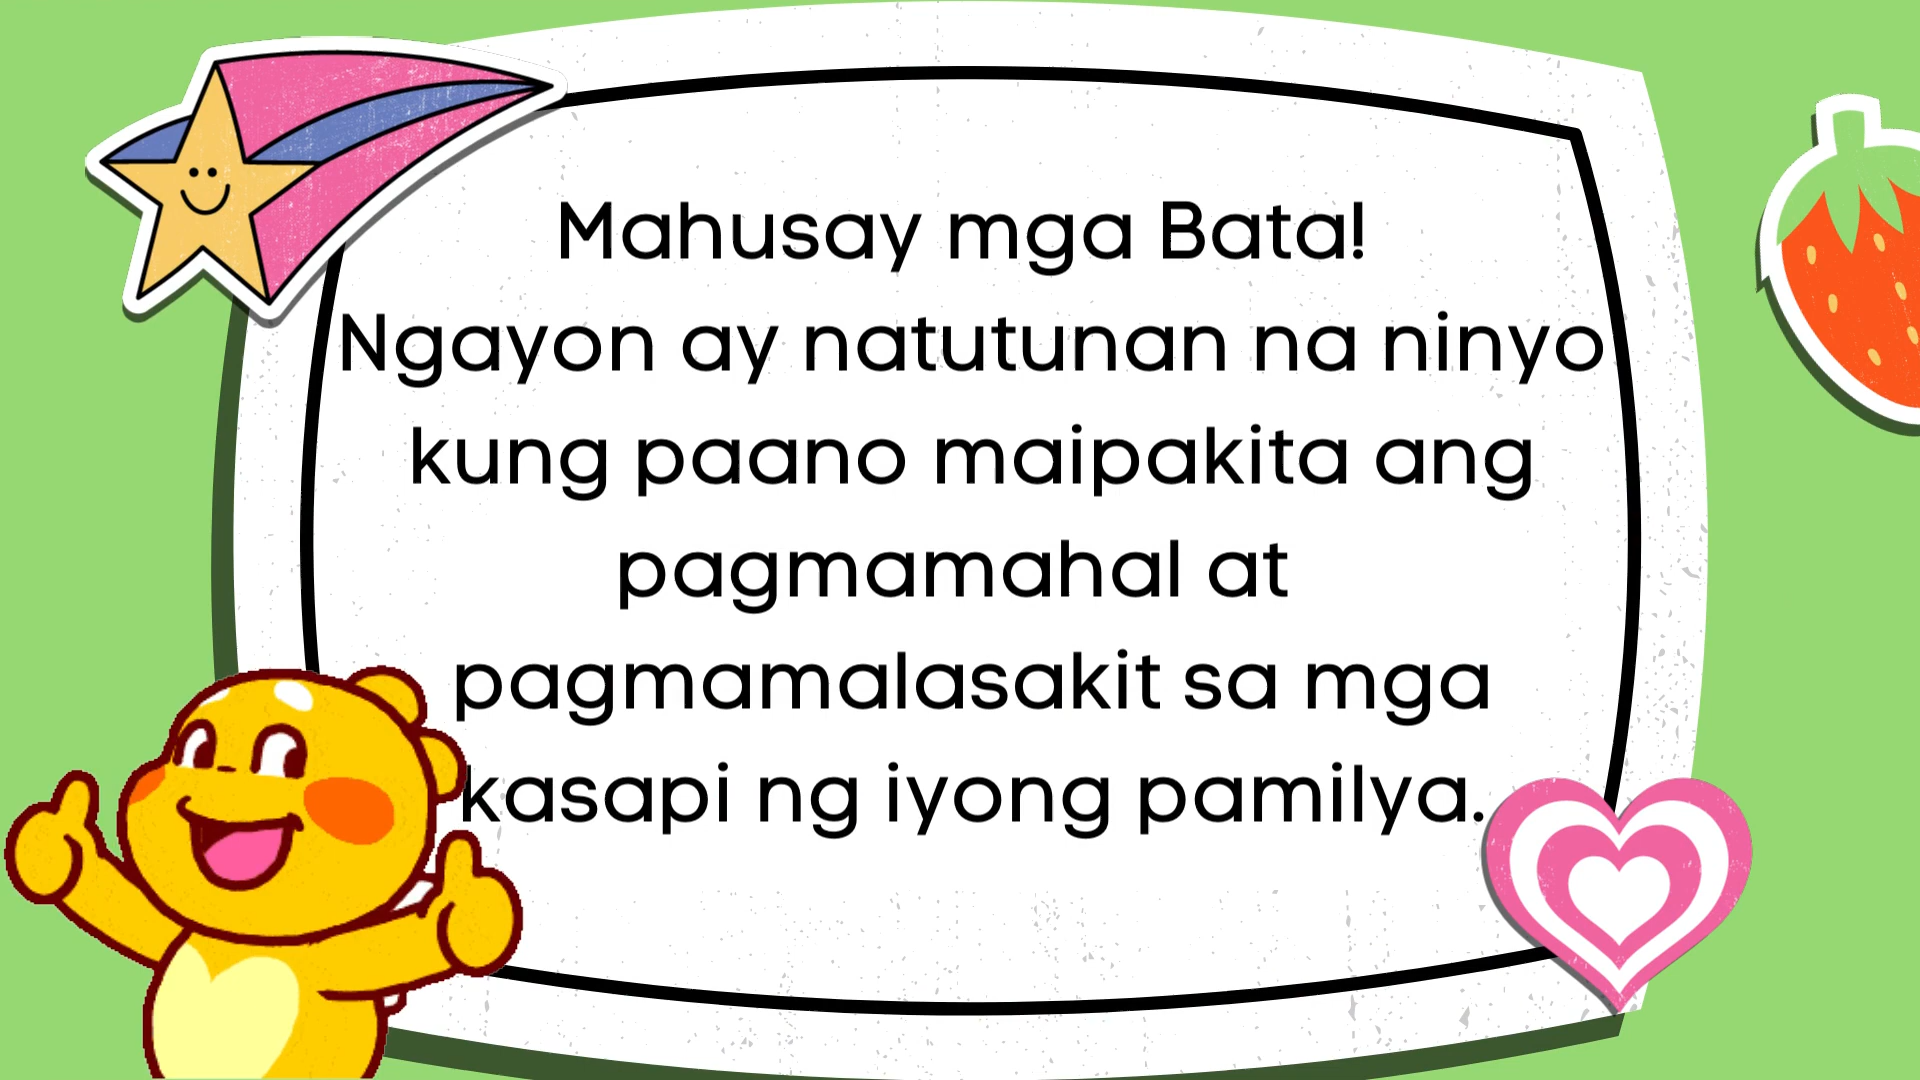 Mahusay mga Bata!
Ngayon ay natutunan na ninyo
kung paano maipakita ang
pagmamahal at
pagmamalasakit sa mga
kasapi ng iyong pamilya.